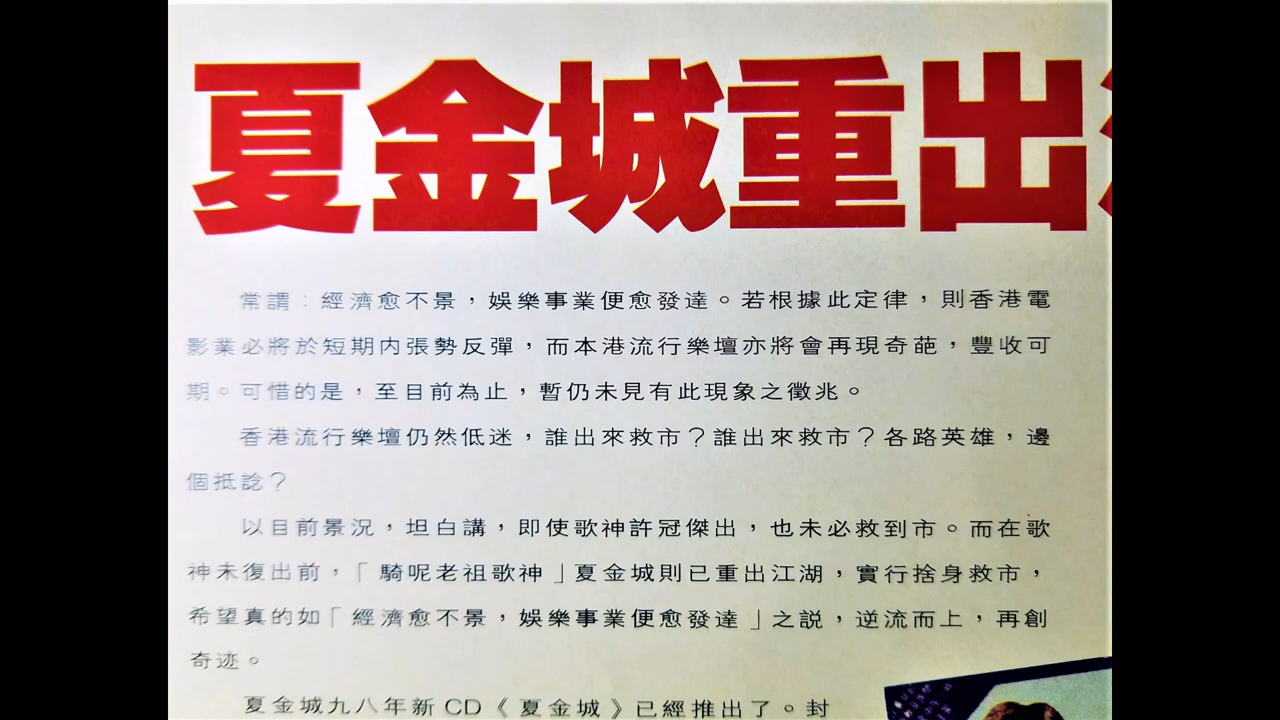 夏金城重出
常謂：經濟愈不景，娛樂事業便愈發達。若根據此定律，則香港電
影業必將於短期內張勢反彈，而本港流行樂壇亦將會再現奇葩，豐收可
期。可惜的是，至目前為止，暫仍未見有此現象之徵兆。
香港流行樂壇仍然低迷，誰出來救市？誰出來救市？各路英雄，邊
個抵諗？
以目前景況，坦白講，即使歌神許冠傑出，也未必救到市。而在歌
神未復出前，「騎呢老祖歌神」夏金城則已重出江湖，實行捨身救市，
希望真的如「經濟愈不景，娛樂事業便愈發達」之説，逆流而上，再創
奇迹。
夏金城九八年新CD《夏金城》已經推出了。封